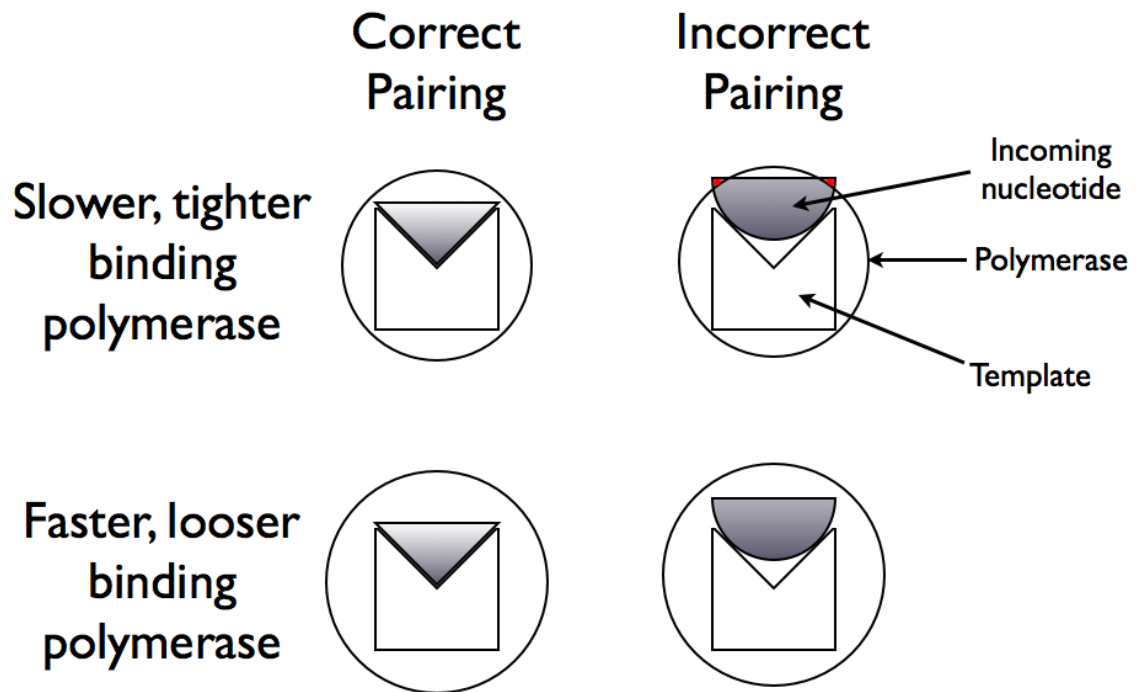 Correct
Pairing
Incorrect
Pairing
Slower, tighter
binding
polymerase
Incoming
nucleotide
Polymerase
Template
Faster, looser
binding
polymerase